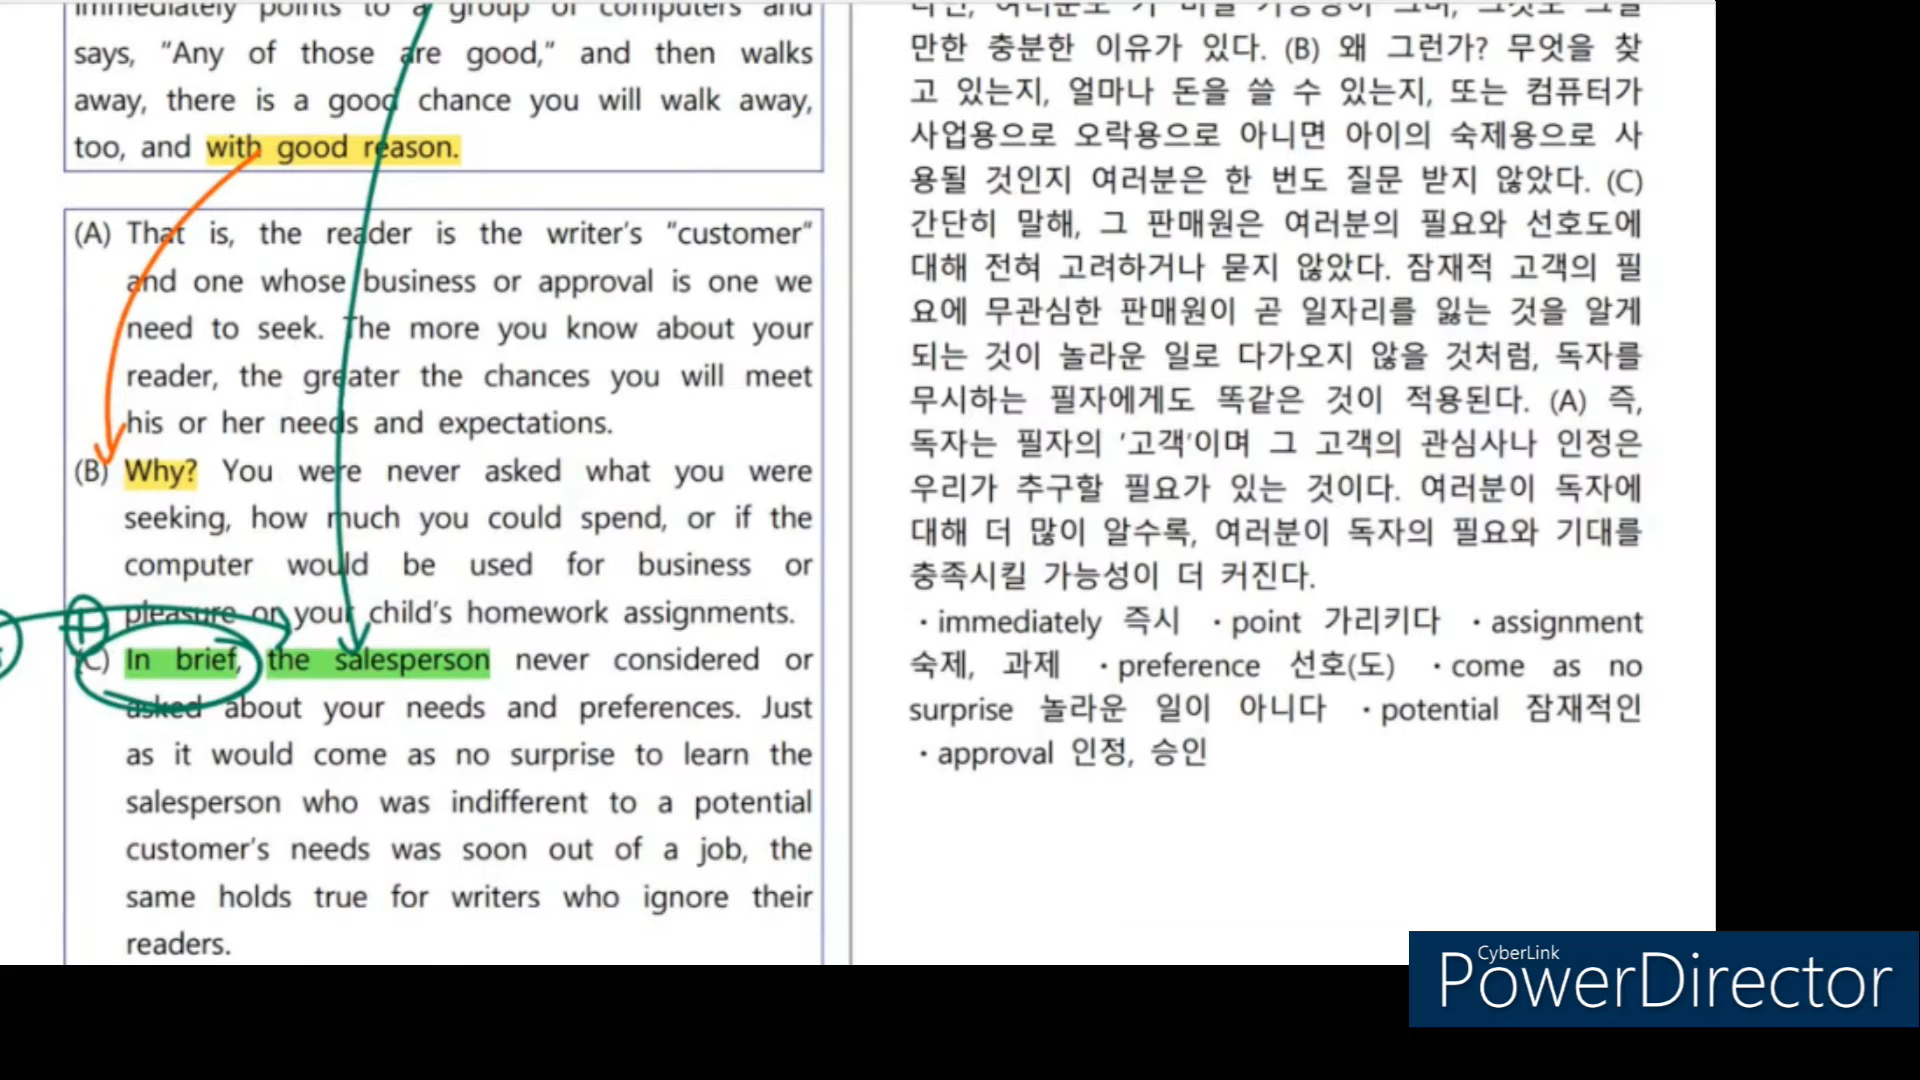 immediately points to a group of computers and
says, “Any of those are good,” and then walks
away, there is a good chance you will walk away,
too, and with good reason.
(A) That is, the reader is the writer’s “customer”
and one whose business or approval is one we
need to seek. The more you know about your
reader, the greater the chances you will meet
his or her needs and expectations.
(B) Why? You were never asked what you were
seeking, how much you could spend, or if the
computer would be used for business or
pleasure or your child’s homework assignments.
(C) In brief, the salesperson never considered or
asked about your needs and preferences. Just
as it would come as no surprise to learn the
salesperson who was indifferent to a potential
customer’s needs was soon out of a job, the
same holds true for writers who ignore their
readers.
만한 충분한 이유가 있다. (B) 왜 그런가? 무엇을 찾
고 있는지, 얼마나 돈을 쓸 수 있는지, 또는 컴퓨터가
사업용으로 오락용으로 아니면 아이의 숙제용으로 사
용될 것인지 여러분은 한 번도 질문 받지 않았다. (C)
간단히 말해, 그 판매원은 여러분의 필요와 선호도에
대해 전혀 고려하거나 묻지 않았다. 잠재적 고객의 필
요에 무관심한 판매원이 곧 일자리를 잃는 것을 알게
되는 것이 놀라운 일로 다가오지 않을 것처럼, 독자를
무시하는 필자에게도 똑같은 것이 적용된다. (A) 즉,
독자는 필자의 ‘고객’이며 그 고객의 관심사나 인정은
우리가 추구할 필요가 있는 것이다. 여러분이 독자에
대해 더 많이 알수록, 여러분이 독자의 필요와 기대를
충족시킬 가능성이 더 커진다.
・immediately 즉시 ・point 가리키다 ・assignment
숙제, 과제 ・preference 선호(도) ・come as no
surprise 놀라운 일이 아니다 ・potential 잠재적인
・approval 인정, 승인
CyberLink
PowerDirector